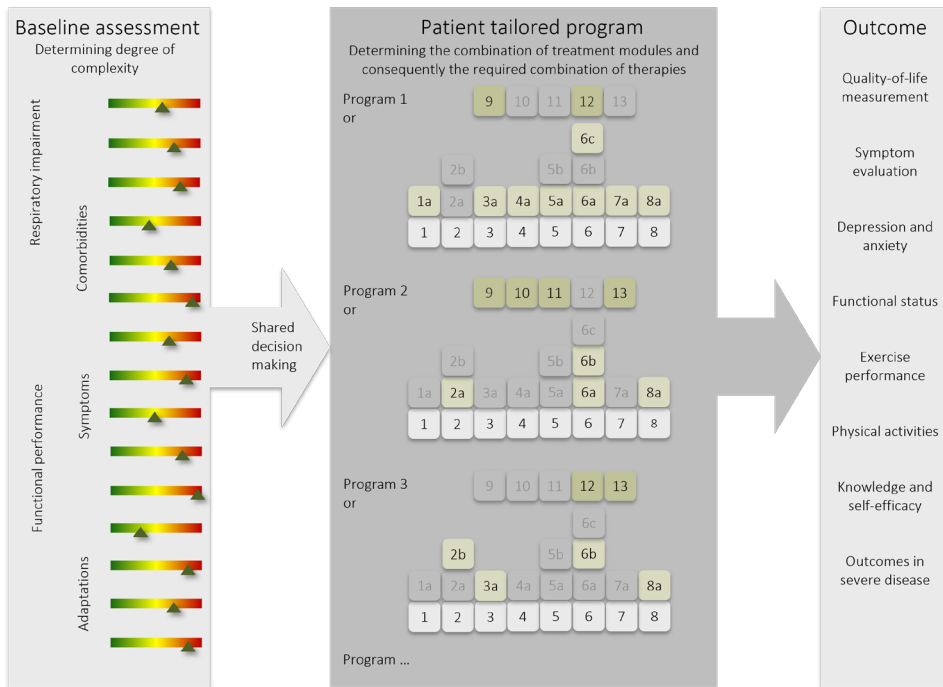 Baseline assessment
Determining degree of
complexity
Respiratory impairment
Comorbidities
Functional performance
Symptoms
Adaptations
Shared
decision
making
Patient tailored program
Determining the combination of treatment modules and
consequently the required combination of therapies
Program 1
or
9 10 11 12 13
6c
2b 5b 6b
1a 2a 3a 4a 5a 6a 7a 8a
1 2 3 4 5 6 7 8
Program 2
or
9 10 11 12 13
6c
2b 5b 6b
1a 2a 3a 4a 5a 6a 7a 8a
1 2 3 4 5 6 7 8
Program 3
or
9 10 11 12 13
6c
2b 5b 6b
1a 2a 3a 4a 5a 6a 7a 8a
1 2 3 4 5 6 7 8
Program ...
Outcome
Quality-of-life
measurement
Symptom
evaluation
Depression and
anxiety
Functional status
Exercise
performance
Physical activities
Knowledge and
self-efficacy
Outcomes in
severe disease